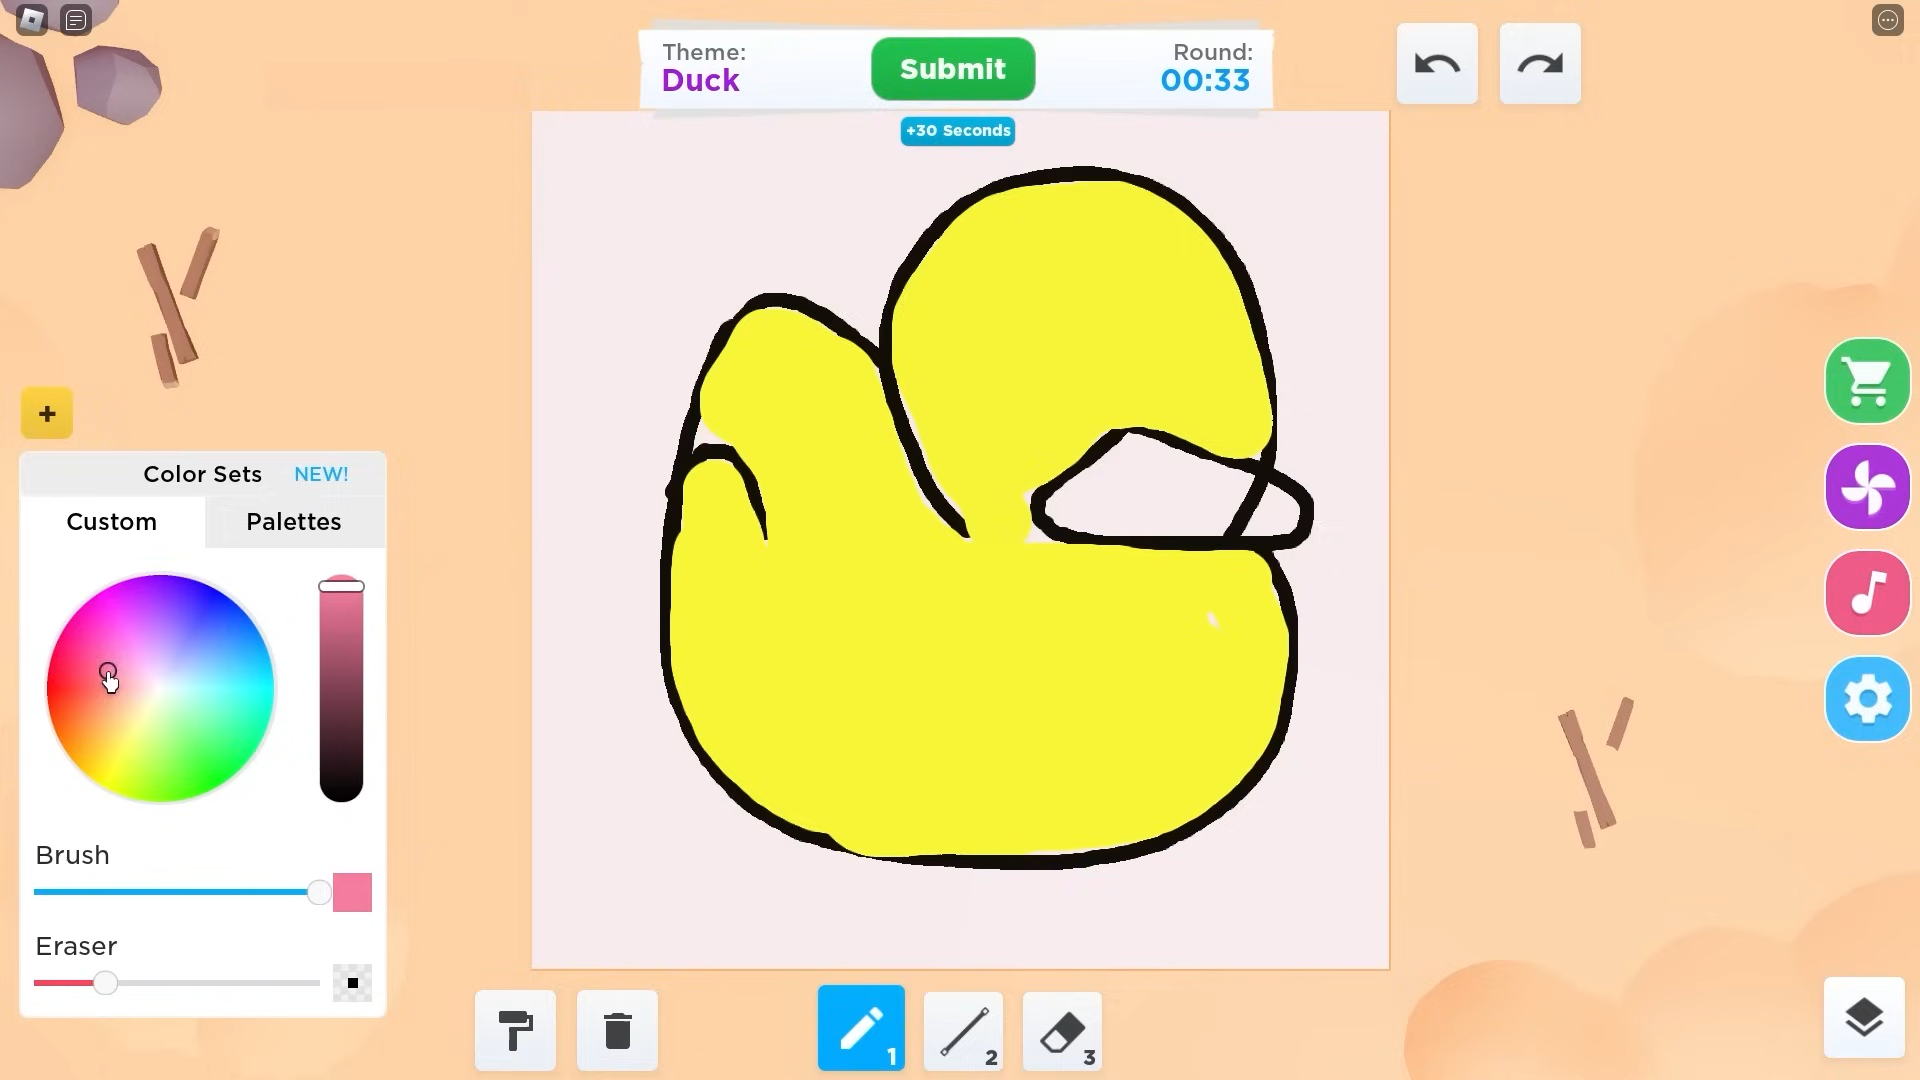 Theme:
Duck
Submit
Round:
00:33
+30 Seconds
+
Color Sets NEW!
Custom
Palettes
Brush
Eraser
1
2
3